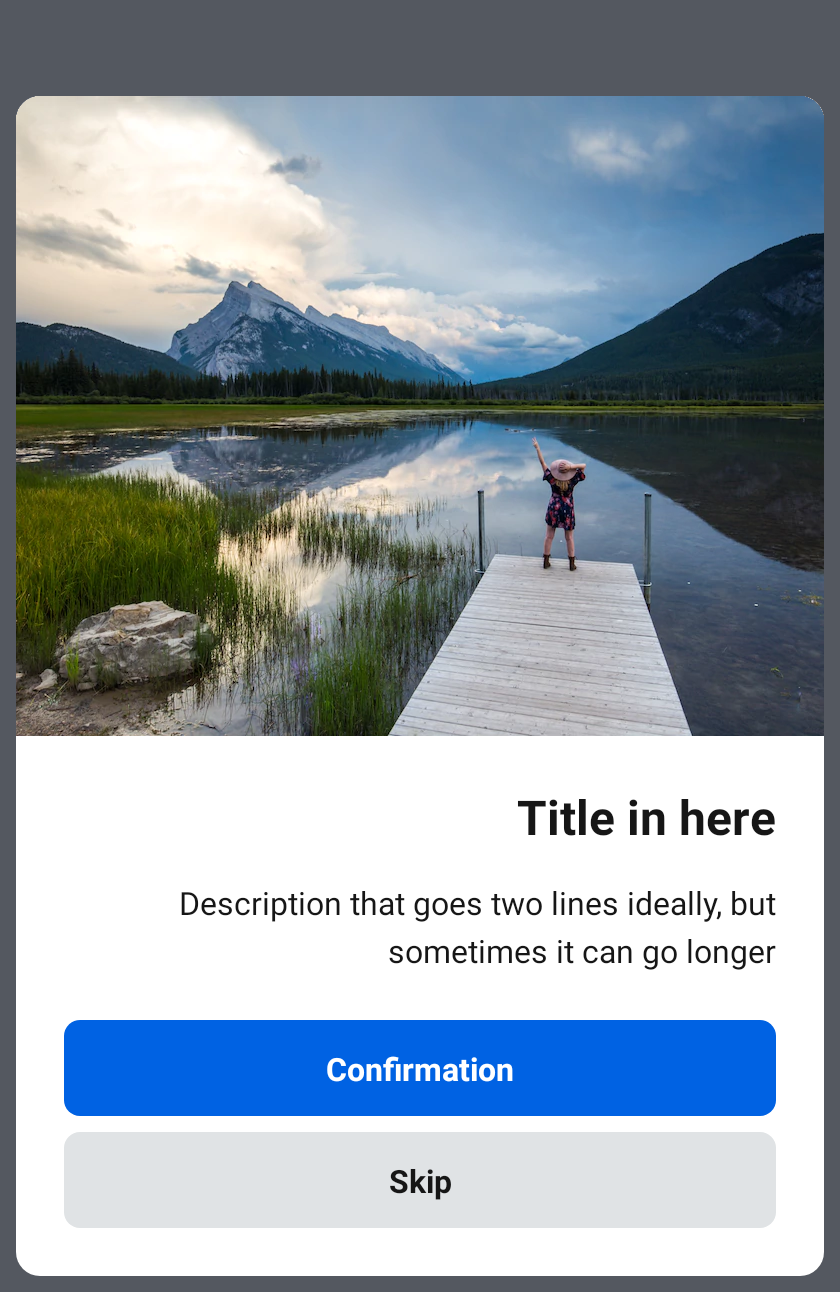 Title in here
Description that goes two lines ideally, but
sometimes it can go longer
Confirmation
Skip